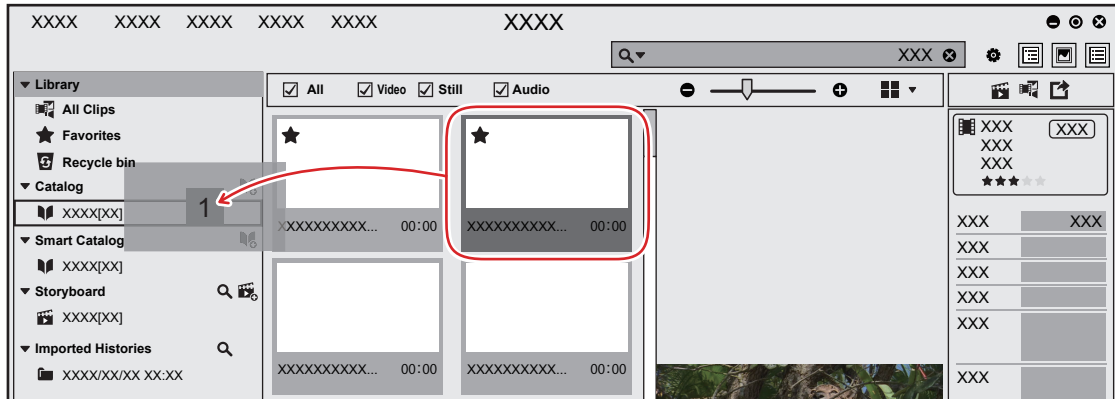 XXXX XXXX XXXX XXXX XXXX XXXX
XXX
Library
All Clips
Favorites
Recycle bin
Catalog
XXXX[XX]
1
Smart Catalog
XXXX[XX]
Storyboard
XXXX[XX]
Imported Histories
XXXX/XX/XX XX:XX
All Video Still Audio
XXXXXXXXXX... 00:00
XXXXXXXXXX... 00:00
XXXXXXXXXX... 00:00
XXXXXXXXXX... 00:00
XXX XXX
XXX
XXX
XXX XXX
XXX
XXX
XXX
XXX
XXX